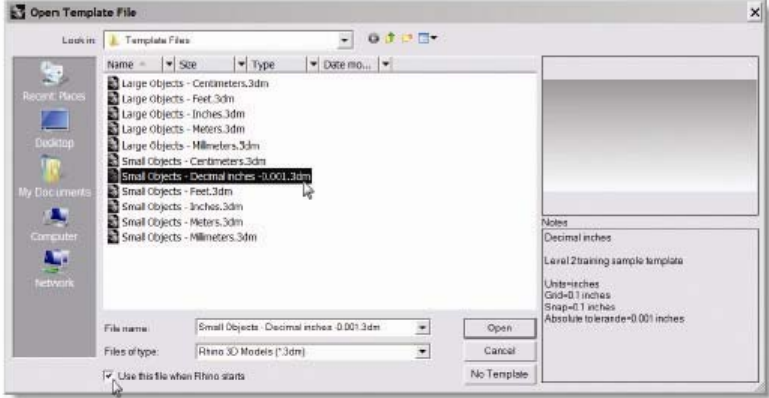 Open Template File
Look in: Template Files
Name Size Type Date mo...
Recent Places
Desktop
My Documents
Computer
Network
Large Objects - Centimeters.3dm
Large Objects - Feet.3dm
Large Objects - Inches.3dm
Large Objects - Meters.3dm
Large Objects - Millimeters.3dm
Small Objects - Centimeters.3dm
Small Objects - Decimal inches -0.001.3dm
Small Objects - Feet.3dm
Small Objects - Inches.3dm
Small Objects - Meters.3dm
Small Objects - Millimeters.3dm
Notes
Decimal inches
Level 2 training sample template
Units=inches
Grid=0.1 inches
Snap=0.1 inches
Absolute tolerande=0.001 inches
File name: Small Objects - Decimal inches -0.001.3dm Open
Files of type: Rhino 3D Models (*.3dm) Cancel
Use this file when Rhino starts No Template